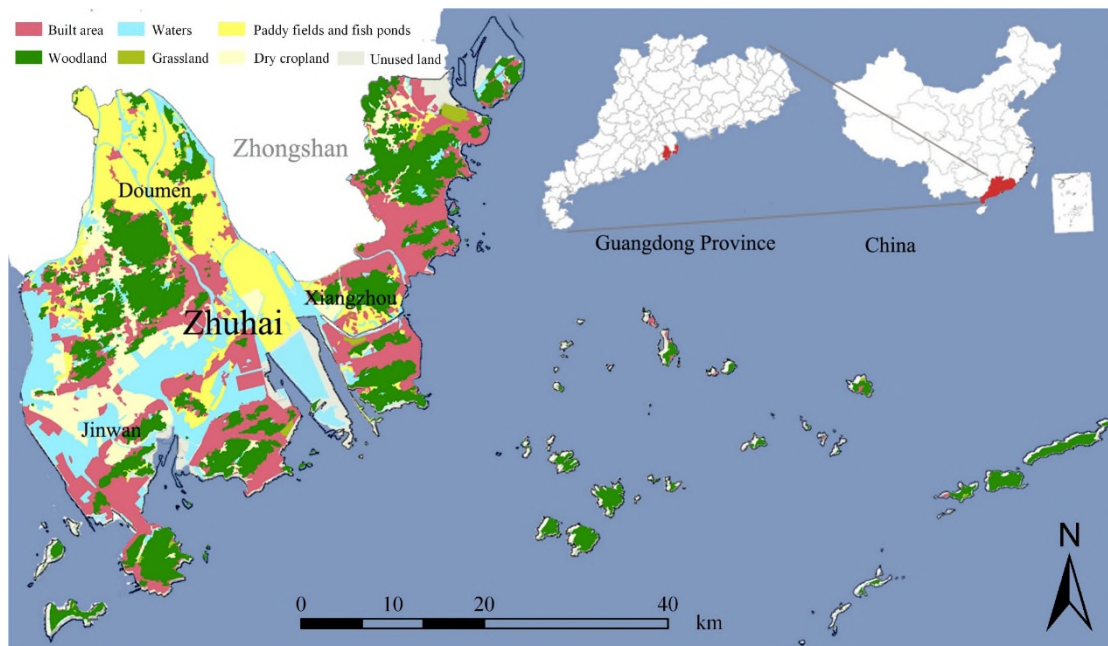 Built area
Waters
Paddy fields and fish ponds
Woodland
Grassland
Dry cropland
Unused land
Zhongshan
Doumen
Xiangzhou
Zhuhai
Jinwan
Guangdong Province
China
N
0 10 20 40
km